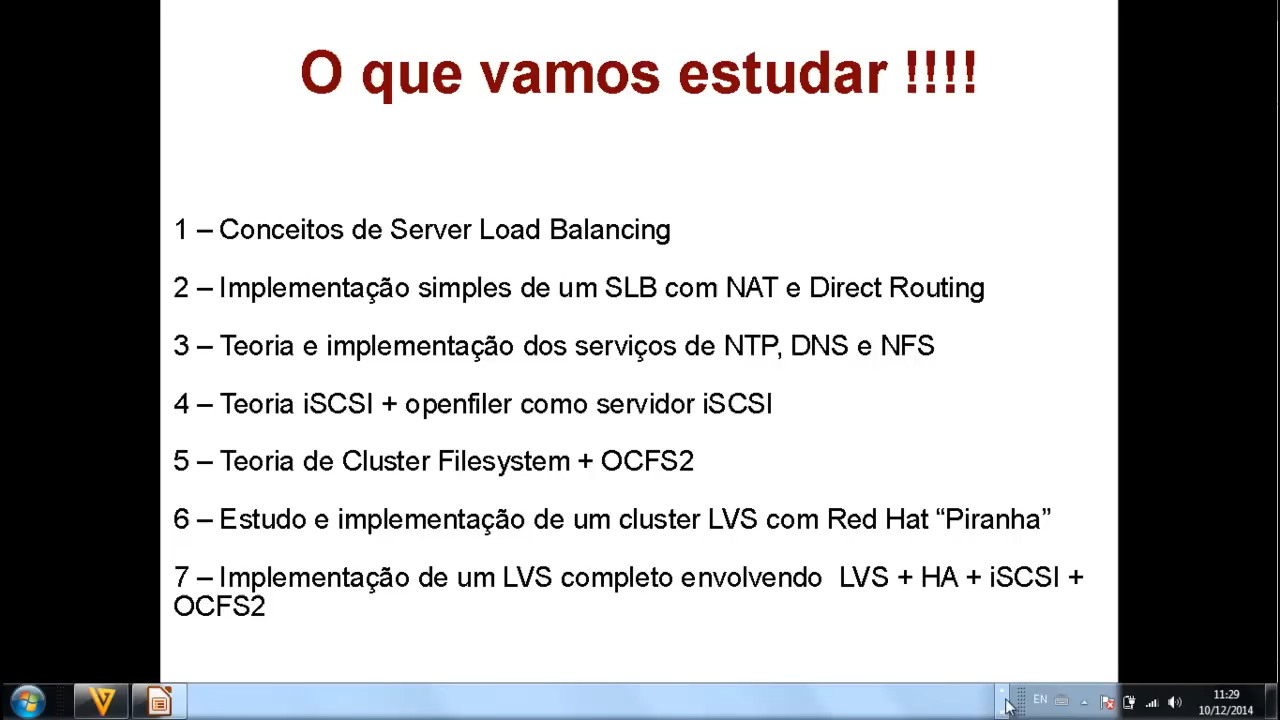 O que vamos estudar !!!!
1 – Conceitos de Server Load Balancing
2 – Implementação simples de um SLB com NAT e Direct Routing
3 – Teoria e implementação dos serviços de NTP, DNS e NFS
4 – Teoria iSCSI + openfiler como servidor iSCSI
5 – Teoria de Cluster Filesystem + OCFS2
6 – Estudo e implementação de um cluster LVS com Red Hat “Piranha”
7 – Implementação de um LVS completo envolvendo  LVS + HA + iSCSI +
OCFS2
EN
11:29
10/12/2014